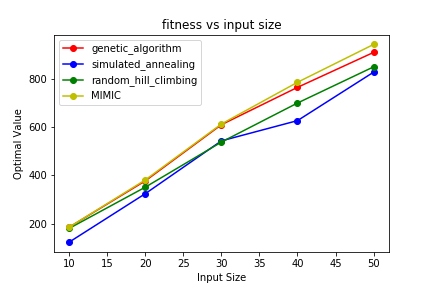 fitness vs input size
genetic_algorithm
simulated_annealing
random_hill_climbing
MIMIC
Optimal Value
800
600
400
200
10 15 20 25 30 35 40 45 50
Input Size